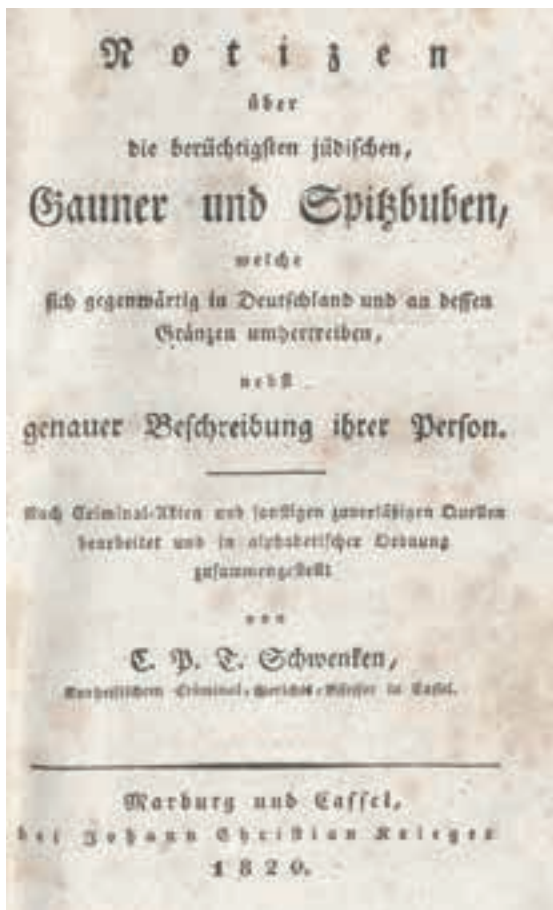 Notizen
über
die berüchtigsten jüdischen,
Gauner und Spitzbuben,
welche
sich gegenwärtig in Deutschland und an dessen
Gränzen umhertreiben,
nebst
genauer Beschreibung ihrer Person.
Nach Criminal-Akten und sonstigen zuverläßigen Quellen
bearbeitet und in alphabetischer Ordnung
zusammengestellt
von
C. P. T. Schwenken,
Kurhessischem Criminal-Gerichts-Assessor in Cassel.
Marburg und Cassel,
bei Johann Christian Krieger
1820.